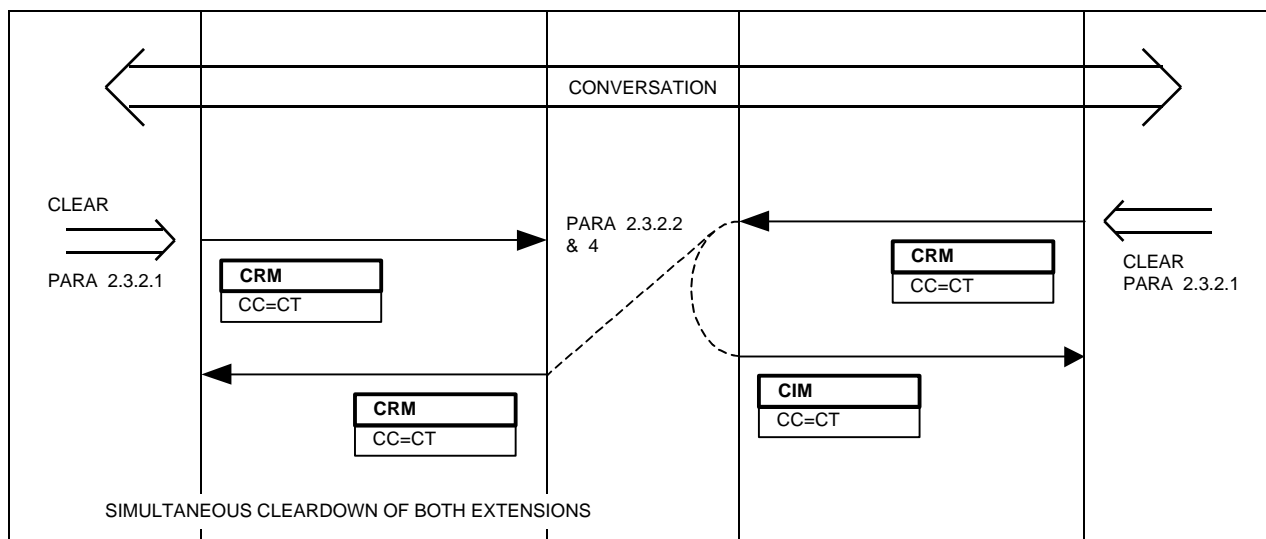 CONVERSATION
CLEAR
PARA 2.3.2.1
CRM
CC=CT
PARA 2.3.2.2
& 4
CRM
CC=CT
CLEAR
PARA 2.3.2.1
CRM
CC=CT
CIM
CC=CT
SIMULTANEOUS CLEARDOWN OF BOTH EXTENSIONS